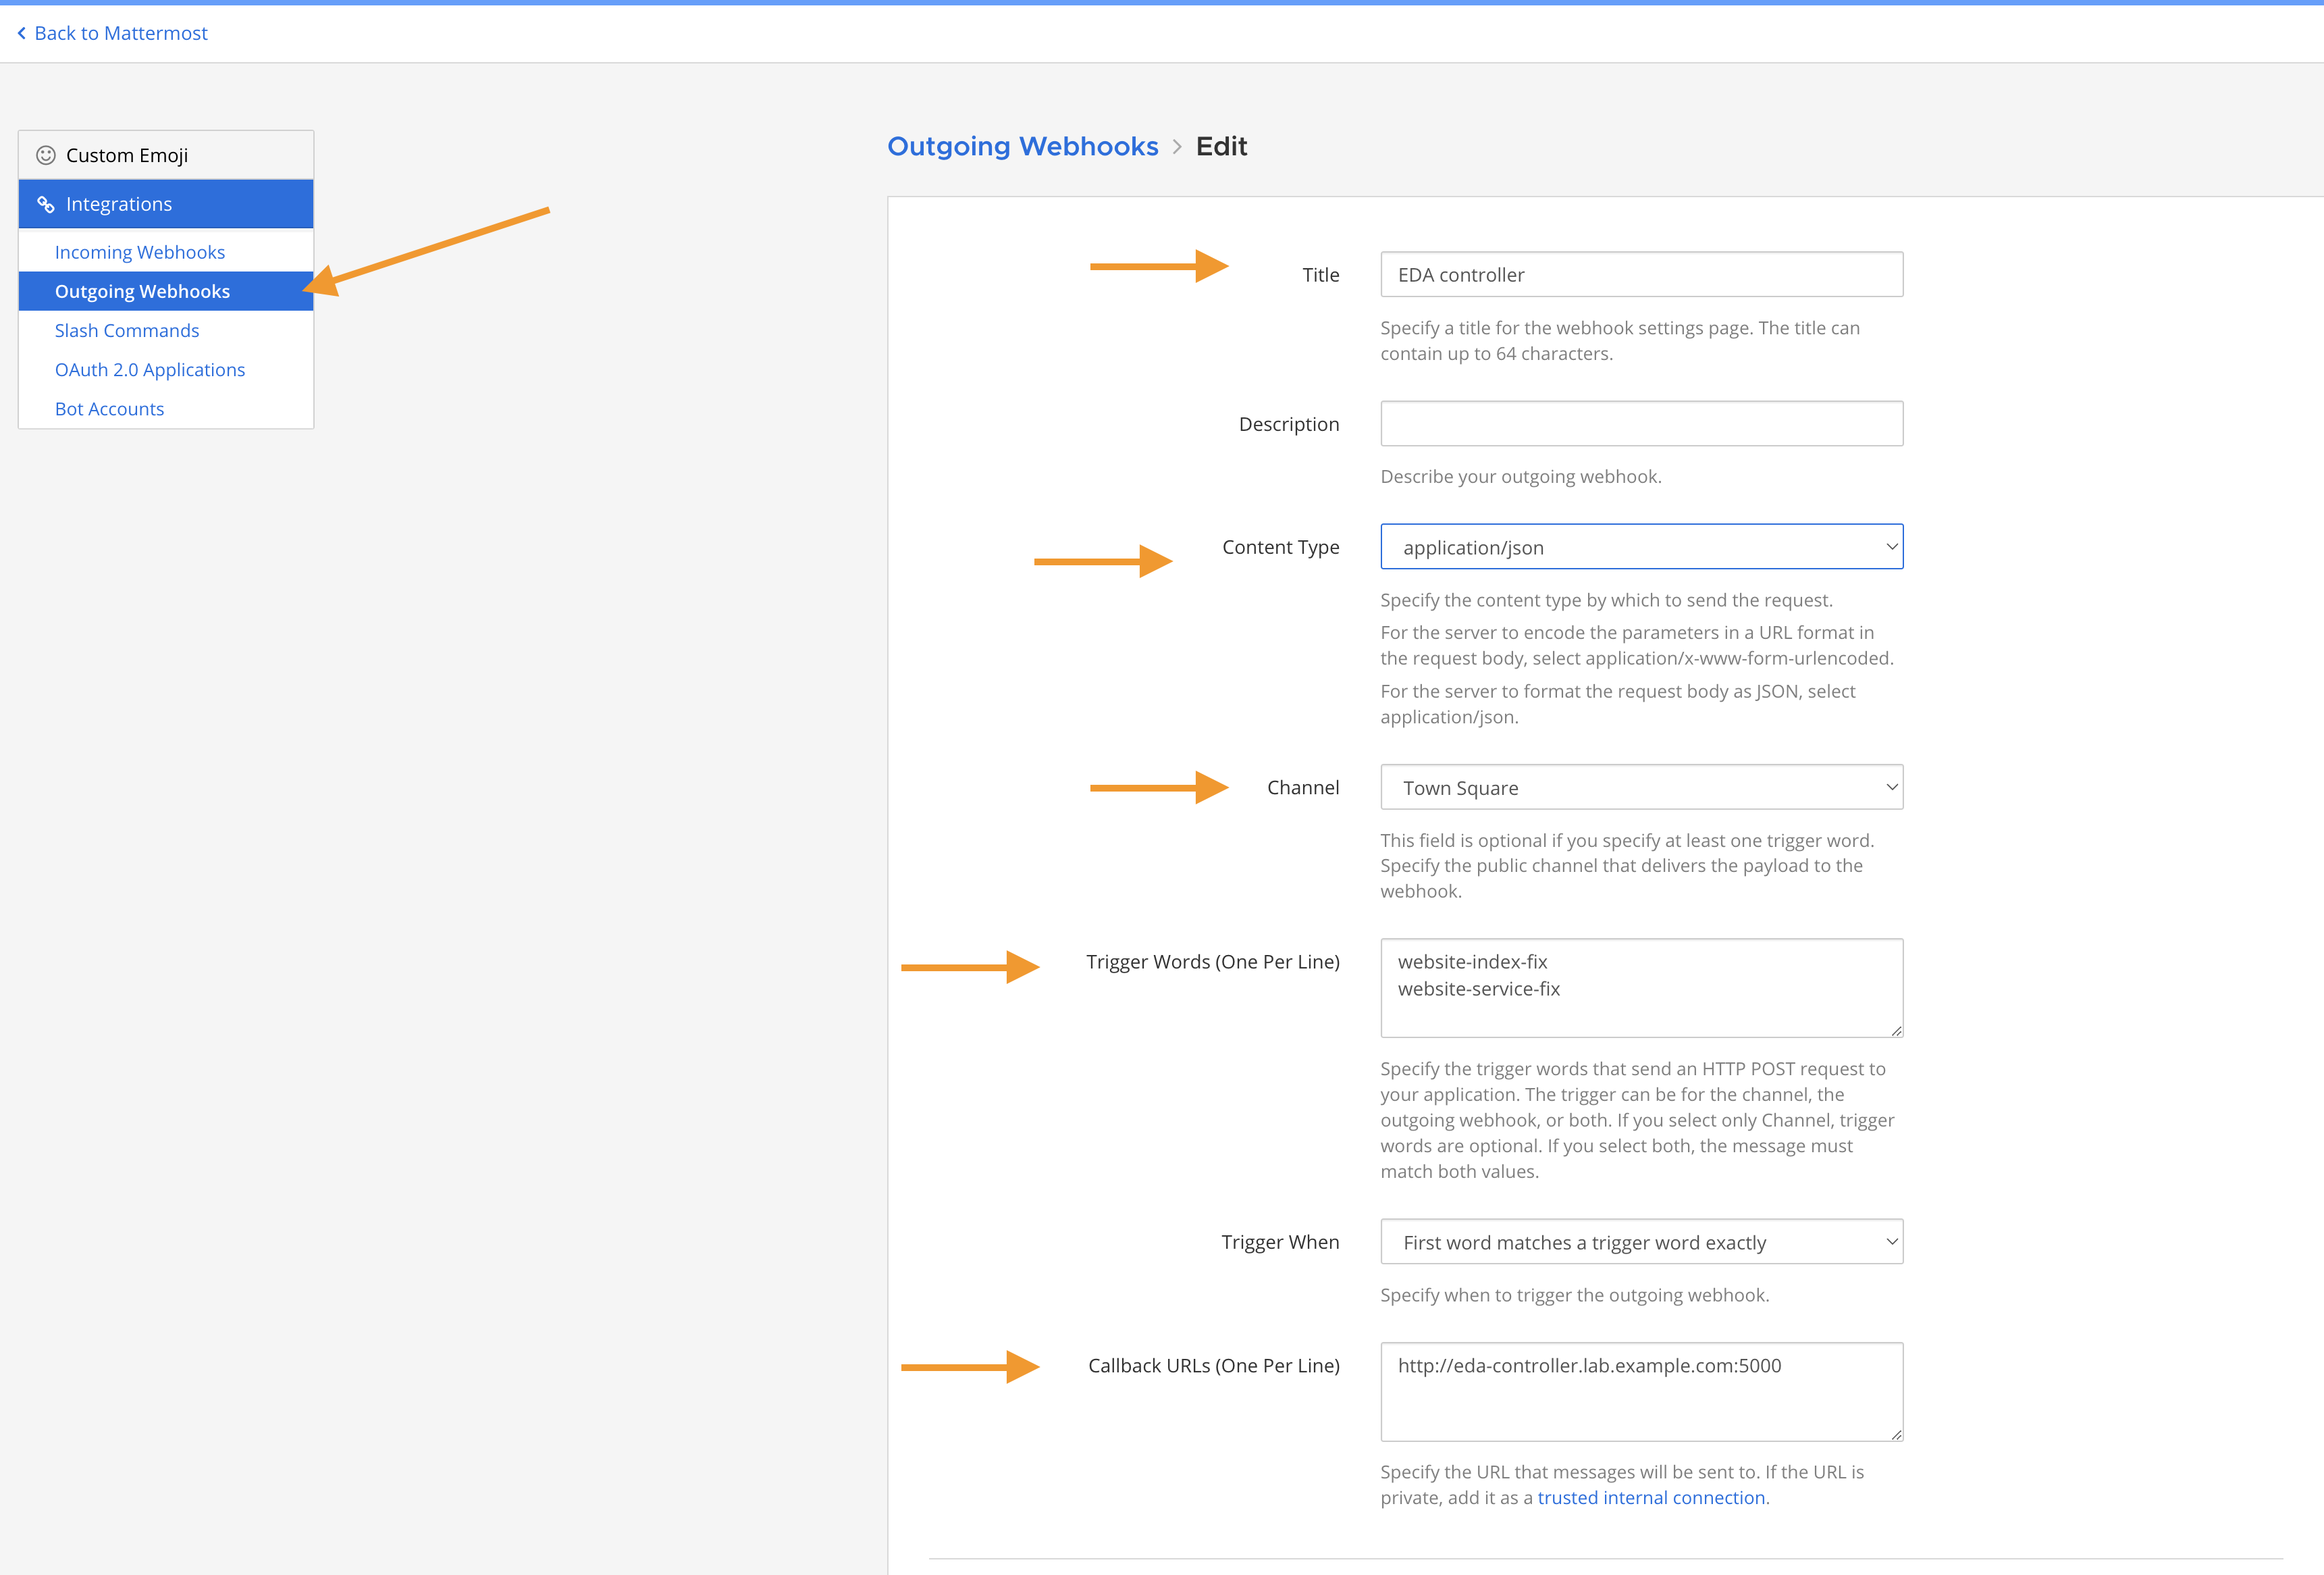 Back to Mattermost
Custom Emoji
Integrations
Incoming Webhooks
Outgoing Webhooks
Slash Commands
OAuth 2.0 Applications
Bot Accounts
Outgoing Webhooks > Edit
Title
EDA controller
Specify a title for the webhook settings page. The title can
contain up to 64 characters.
Description
Describe your outgoing webhook.
Content Type
application/json
Specify the content type by which to send the request.
For the server to encode the parameters in a URL format in
the request body, select application/x-www-form-urlencoded.
For the server to format the request body as JSON, select
application/json.
Channel
Town Square
This field is optional if you specify at least one trigger word.
Specify the public channel that delivers the payload to the
webhook.
Trigger Words (One Per Line)
website-index-fix
website-service-fix
Specify the trigger words that send an HTTP POST request to
your application. The trigger can be for the channel, the
outgoing webhook, or both. If you select only Channel, trigger
words are optional. If you select both, the message must
match both values.
Trigger When
First word matches a trigger word exactly
Specify when to trigger the outgoing webhook.
Callback URLs (One Per Line)
http://eda-controller.lab.example.com:5000
Specify the URL that messages will be sent to. If the URL is
private, add it as a trusted internal connection.